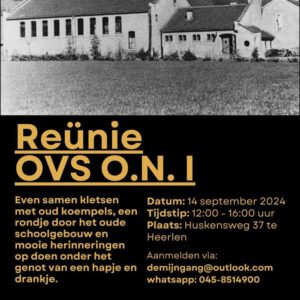 Reünie
OVS O.N. I
Even samen kletsen
met oud koempels, een
rondje door het oude
schoolgebouw en
mooie herinneringen
op doen onder het
genot van een hapje en
drankje.
Datum: 14 september 2024
Tijdstip: 12:00 - 16:00 uur
Plaats: Huskensweg 37 te
Heerlen
Aanmelden via:
demijngang@outlook.com
whatsapp: 045-8514900